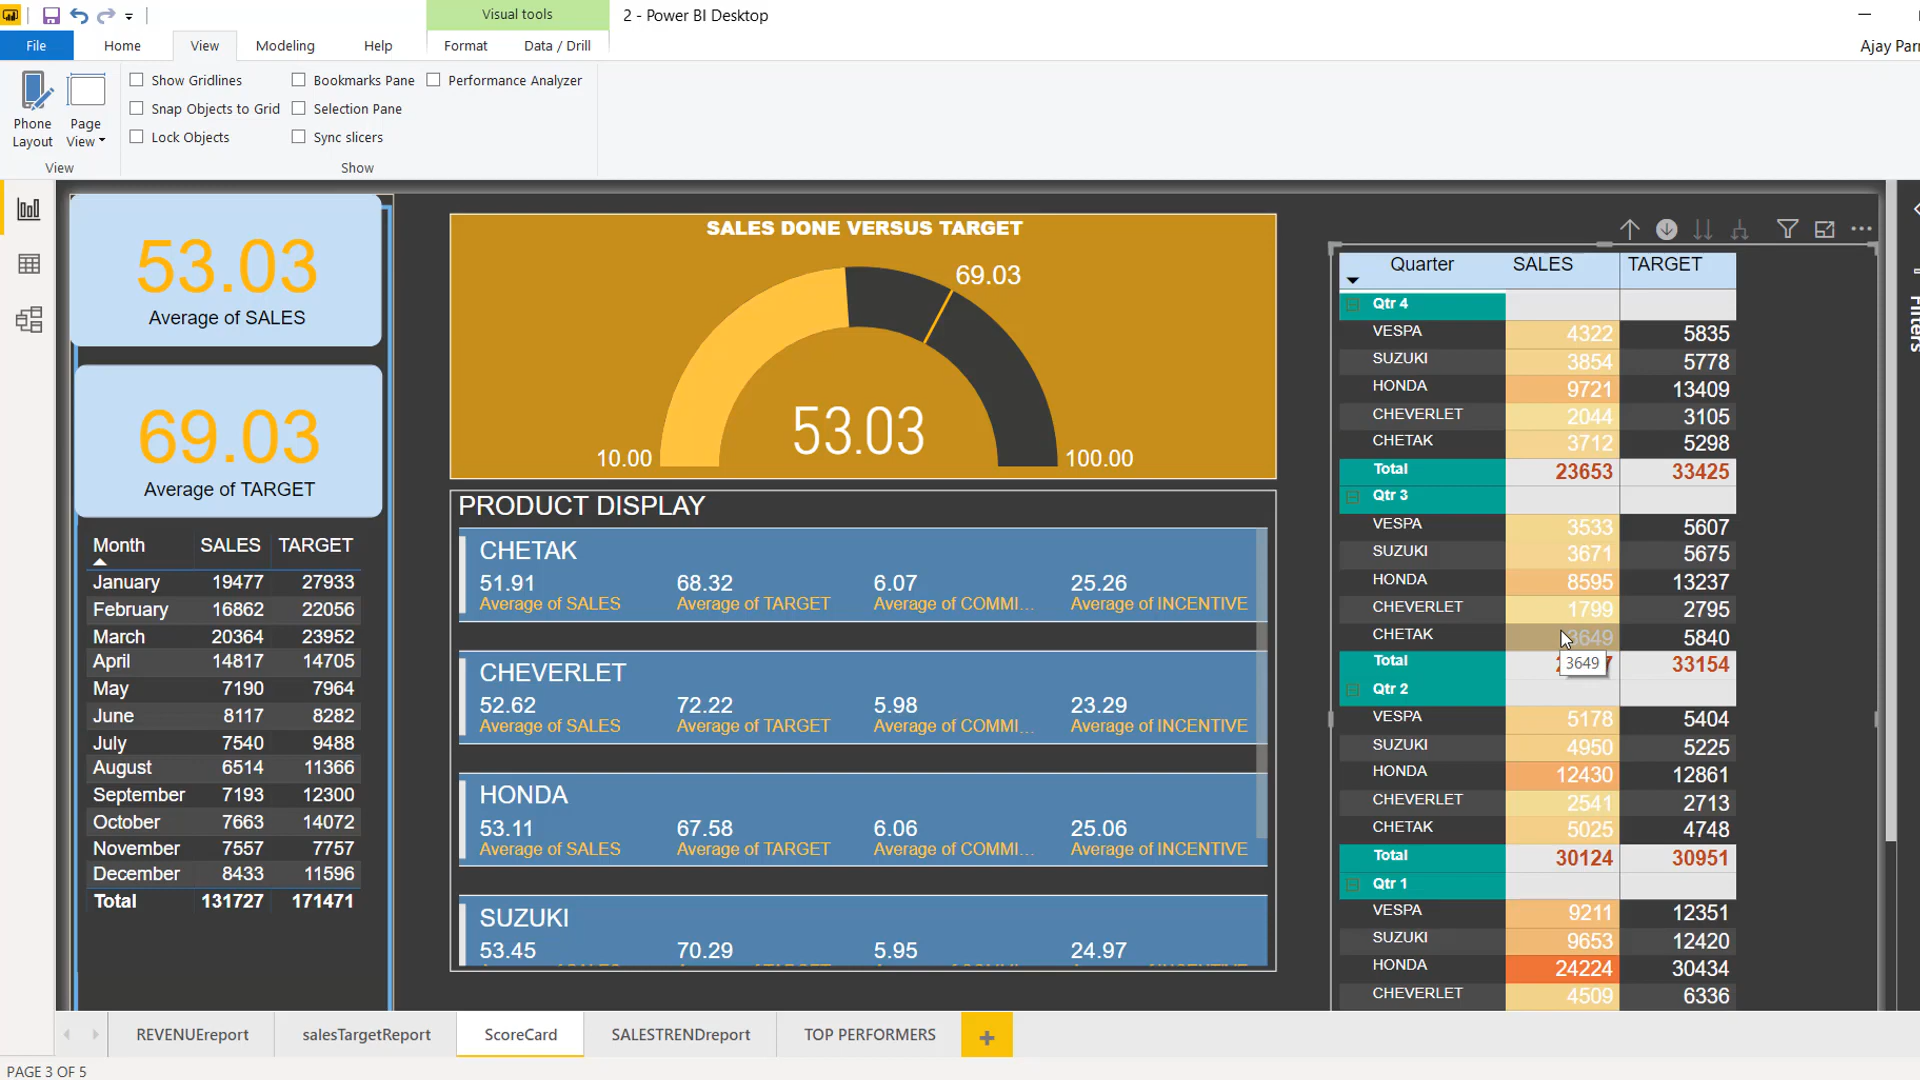 Visual tools
2 - Power BI Desktop
File
Home
View
Modeling
Help
Format
Data / Drill
Show Gridlines
Bookmarks Pane
Performance Analyzer
Snap Objects to Grid
Selection Pane
Lock Objects
Sync slicers
Phone
Layout
Page
View
View
Show
53.03
Average of SALES
69.03
Average of TARGET
Month SALES TARGET
January 19477 27933
February 16862 22056
March 20364 23952
April 14817 14705
May 7190 7964
June 8117 8282
July 7540 9488
August 6514 11366
September 7193 12300
October 7663 14072
November 7557 7757
December 8433 11596
Total 131727 171471
SALES DONE VERSUS TARGET
69.03
53.03
10.00
100.00
PRODUCT DISPLAY
CHETAK
51.91 68.32 6.07 25.26
Average of SALES Average of TARGET Average of COMMI... Average of INCENTIVE
CHEVERLET
52.62 72.22 5.98 23.29
Average of SALES Average of TARGET Average of COMMI... Average of INCENTIVE
HONDA
53.11 67.58 6.06 25.06
Average of SALES Average of TARGET Average of COMMI... Average of INCENTIVE
SUZUKI
53.45 70.29 5.95 24.97
Quarter SALES TARGET
Qtr 4
VESPA 4322 5835
SUZUKI 3854 5778
HONDA 9721 13409
CHEVERLET 2044 3105
CHETAK 3712 5298
Total 23653 33425
Qtr 3
VESPA 3533 5607
SUZUKI 3671 5675
HONDA 8595 13237
CHEVERLET 1799 2795
CHETAK 3649 5840
3649
Total 33154
Qtr 2
VESPA 5178 5404
SUZUKI 4950 5225
HONDA 12430 12861
CHEVERLET 2541 2713
CHETAK 5025 4748
Total 30124 30951
Qtr 1
VESPA 9211 12351
SUZUKI 9653 12420
HONDA 24224 30434
CHEVERLET 4509 6336
Filters
Ajay
REVENUEreport
salesTargetReport
ScoreCard
SALESTRENDreport
TOP PERFORMERS
PAGE 3 OF 5